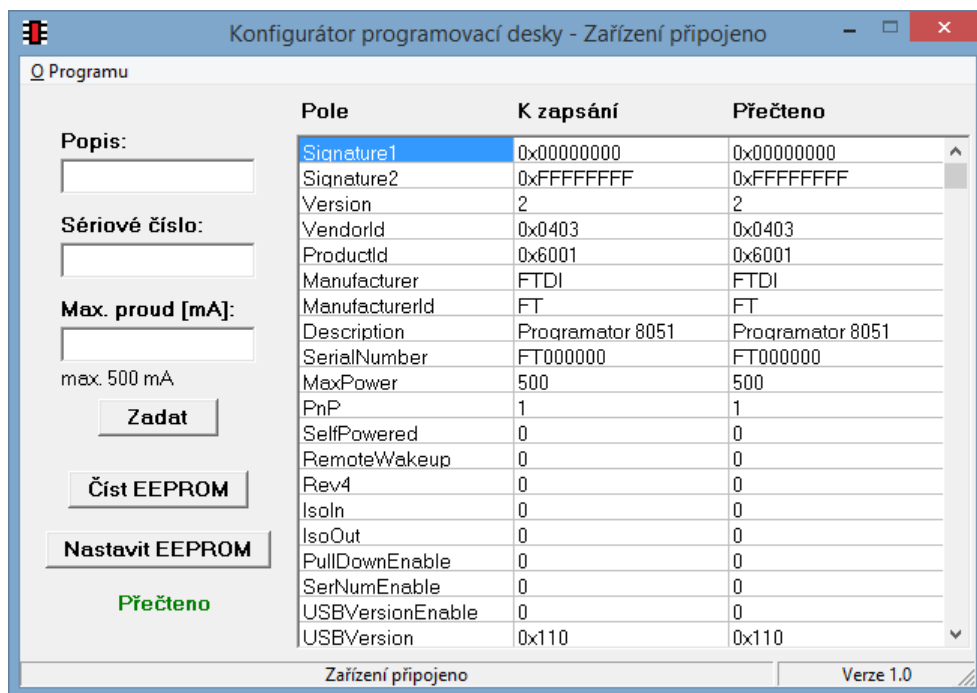 Konfigurátor programovací desky - Zařízení připojeno
O Programu
Popis:
Sériové číslo:
Max. proud [mA]:
max. 500 mA
Zadat
Číst EEPROM
Nastavit EEPROM
Přečteno
Pole K zapsání Přečteno
Signature1 0x00000000 0x00000000
Signature2 0xFFFFFFFF 0xFFFFFFFF
Version 2 2
VendorId 0x0403 0x0403
ProductId 0x6001 0x6001
Manufacturer FTDI FTDI
ManufacturerId FT FT
Description Programator 8051 Programator 8051
SerialNumber FT000000 FT000000
MaxPower 500 500
PnP 1 1
SelfPowered 0 0
RemoteWakeup 0 0
Rev4 0 0
IsoIn 0 0
IsoOut 0 0
PullDownEnable 0 0
SerNumEnable 0 0
USBVersionEnable 0 0
USBVersion 0x110 0x110
Zařízení připojeno Verze 1.0